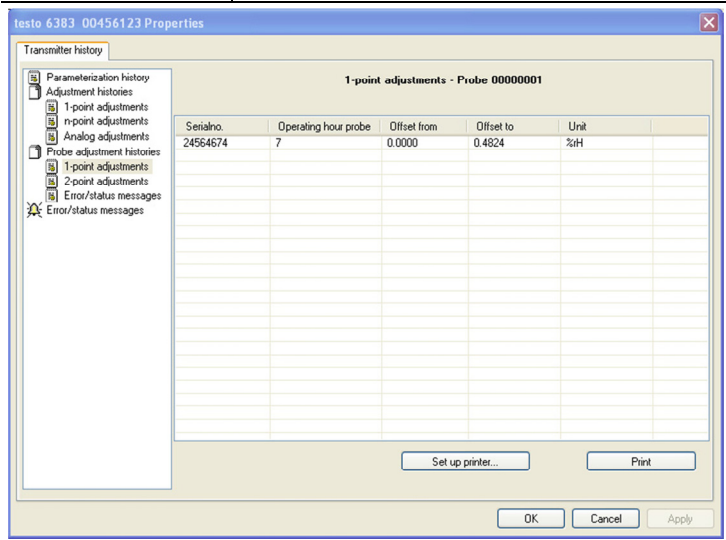 testo 6383 00456123 Properties
Transmitter history
Parameterization history
Adjustment histories
1-point adjustments
n-point adjustments
Analog adjustments
Probe adjustment histories
1-point adjustments
2-point adjustments
Error/status messages
Error/status messages
1-point adjustments - Probe 00000001
Serialno. Operating hour probe Offset from Offset to Unit
24564674 7 0.0000 0.4824 %rH
Set up printer... Print
OK Cancel Apply